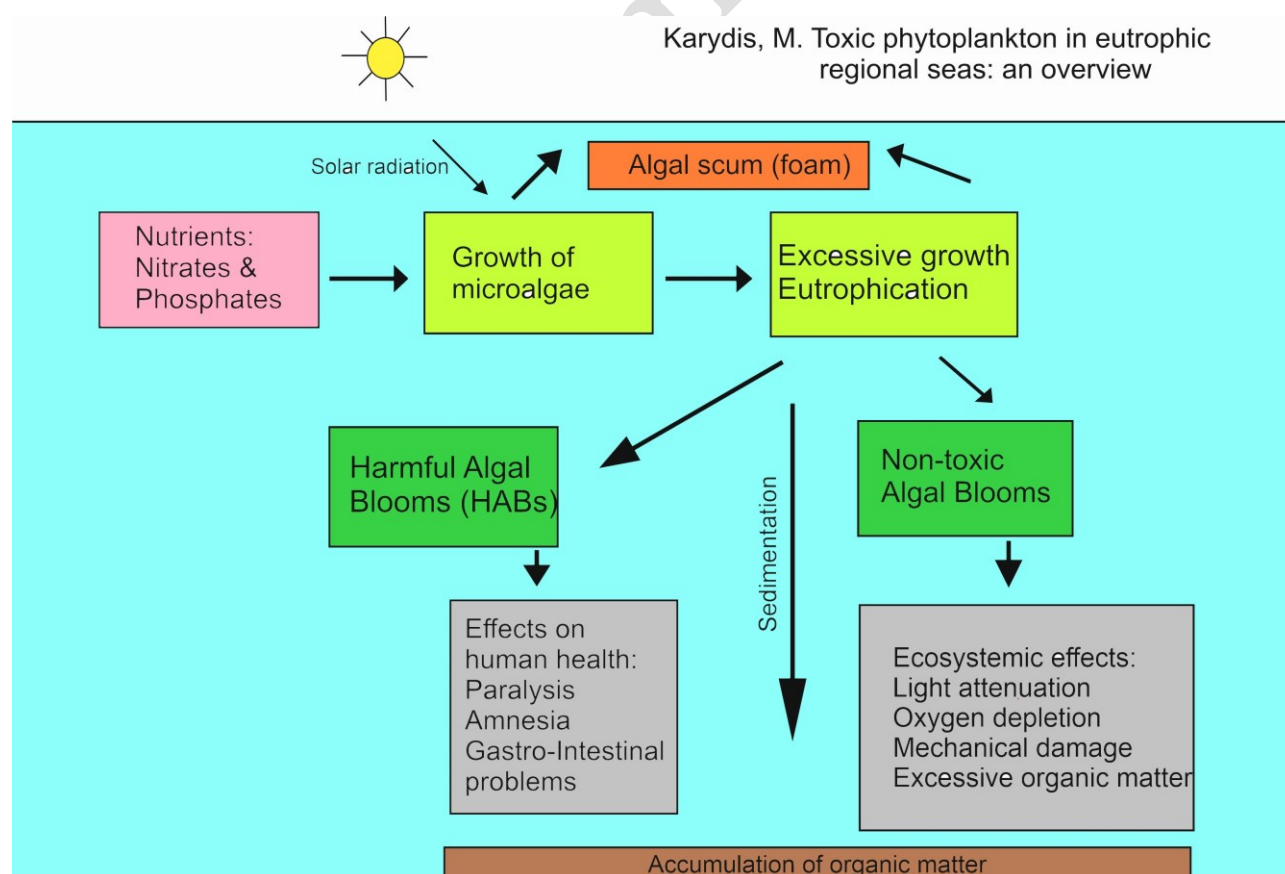 Karydis, M. Toxic phytoplankton in eutrophic
regional seas: an overview
Solar radiation
Algal scum (foam)
Nutrients:
Nitrates &
Phosphates
Growth of
microalgae
Excessive growth
Eutrophication
Harmful Algal
Blooms (HABs)
Non-toxic
Algal Blooms
Sedimentation
Effects on
human health:
Paralysis
Amnesia
Gastro-Intestinal
problems
Ecosystemic effects:
Light attenuation
Oxygen depletion
Mechanical damage
Excessive organic matter
Accumulation of organic matter